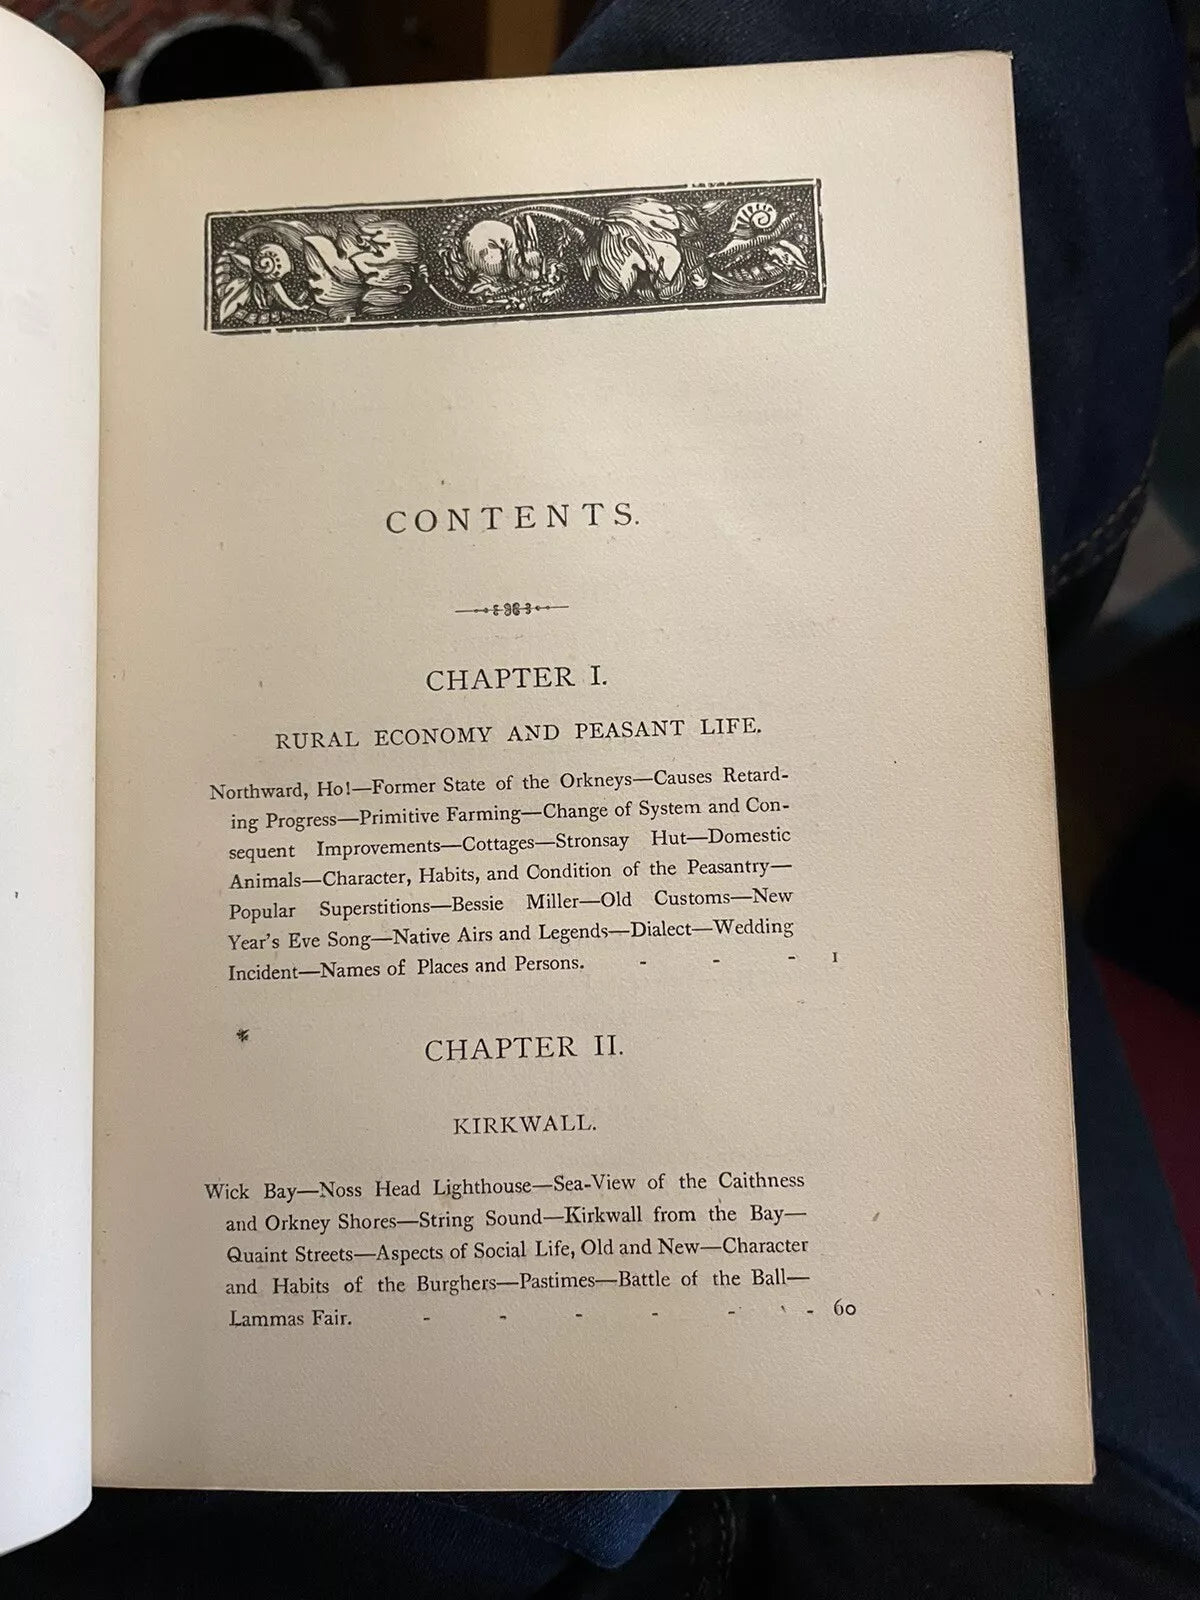 CONTENTS.
CHAPTER I.
RURAL ECONOMY AND PEASANT LIFE.
Northward, Ho!—Former State of the Orkneys—Causes Retard-
ing Progress—Primitive Farming—Change of System and Con-
sequent Improvements—Cottages—Stronsay Hut—Domestic
Animals—Character, Habits, and Condition of the Peasantry—
Popular Superstitions—Bessie Miller—Old Customs—New
Year's Eve Song—Native Airs and Legends—Dialect—Wedding
Incident—Names of Places and Persons. - - - 1
CHAPTER II.
KIRKWALL.
Wick Bay—Noss Head Lighthouse—Sea-View of the Caithness
and Orkney Shores—String Sound—Kirkwall from the Bay—
Quaint Streets—Aspects of Social Life, Old and New—Character
and Habits of the Burghers—Pastimes—Battle of the Ball—
Lammas Fair. - - - - - - 60